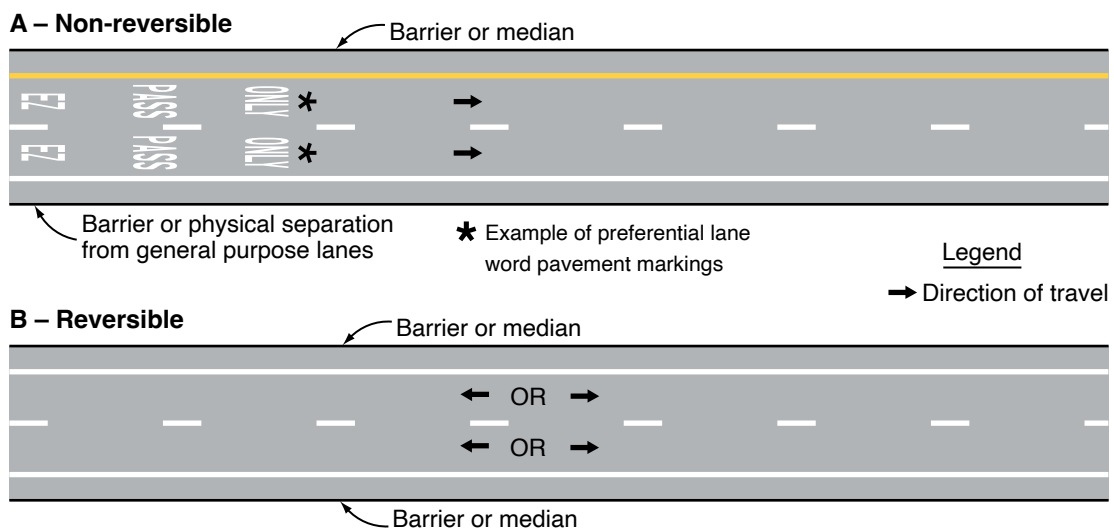 A – Non-reversible
Barrier or median
EZ PASS ONLY *
EZ PASS ONLY *
Barrier or physical separation
from general purpose lanes
* Example of preferential lane
word pavement markings
Legend
→ Direction of travel
B – Reversible
Barrier or median
← OR →
← OR →
Barrier or median